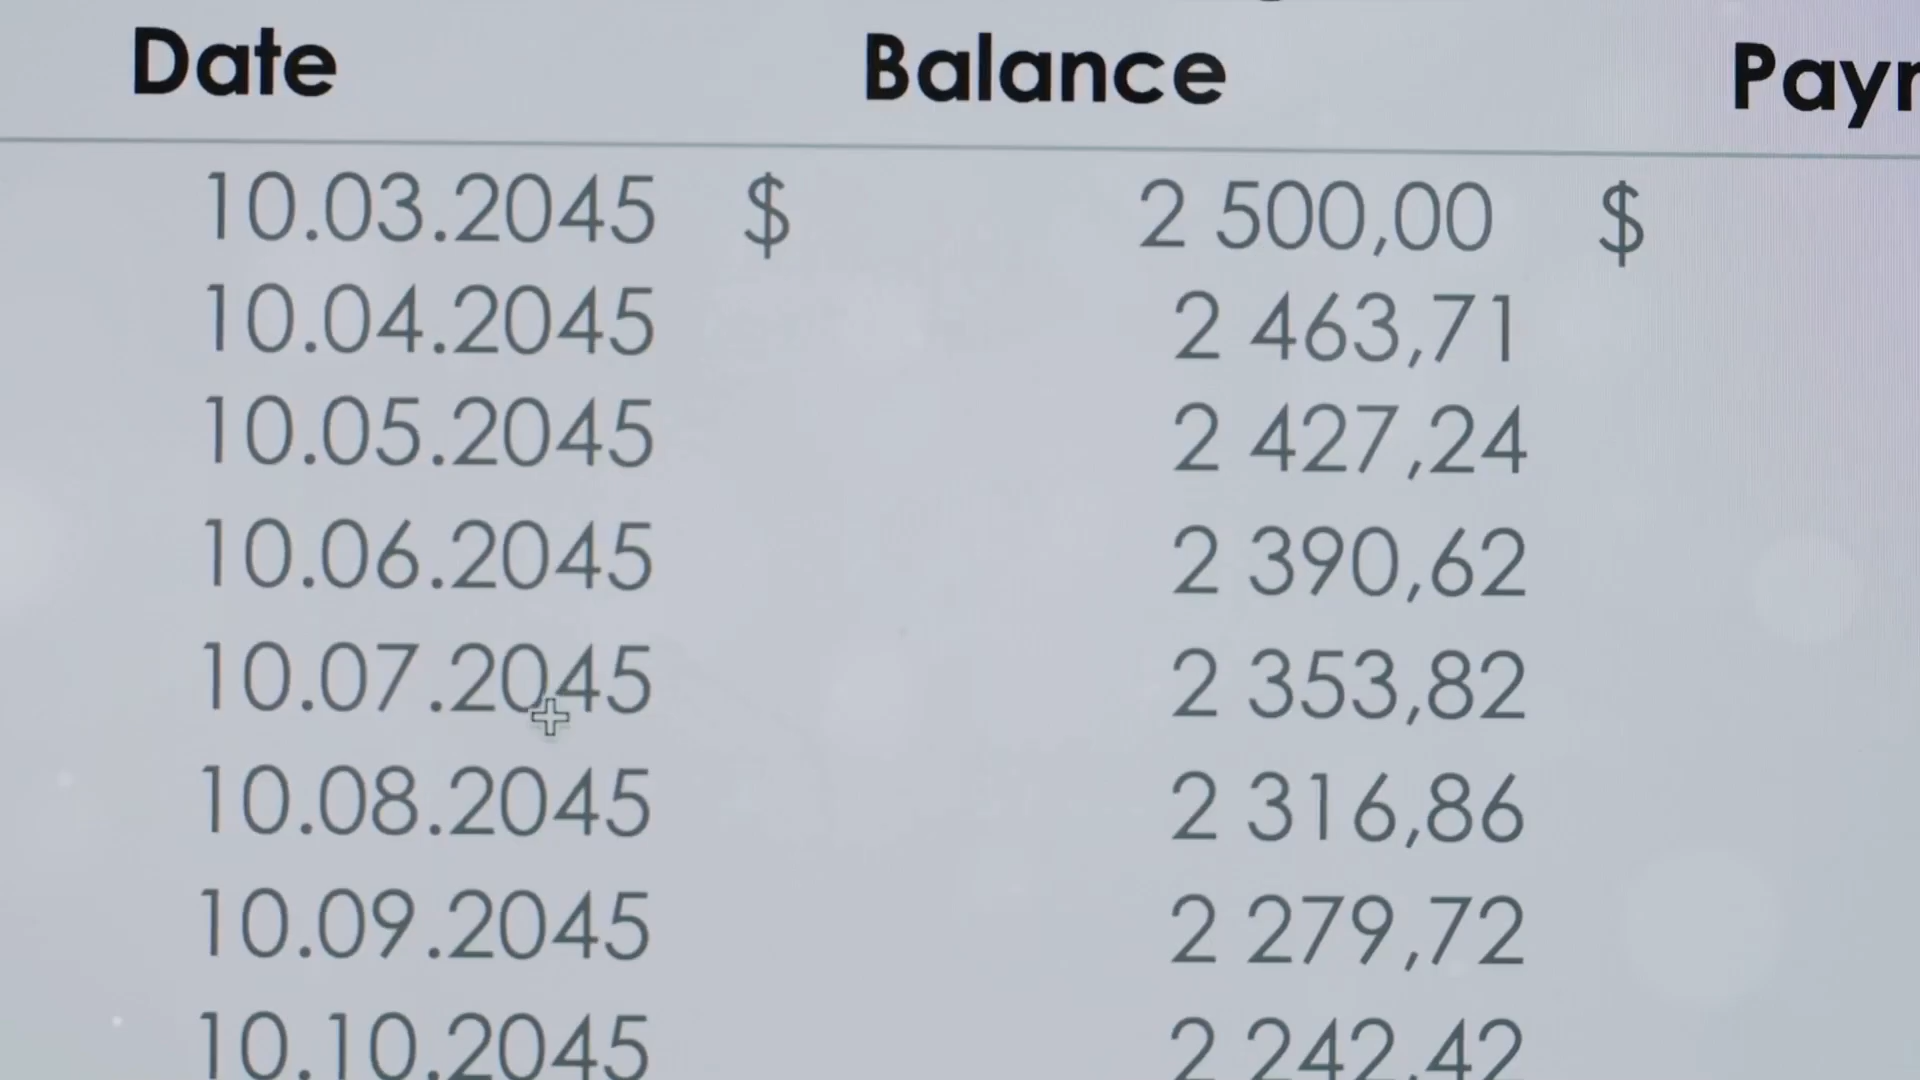 Date Balance Payr
10.03.2045 $ 2 500,00 $
10.04.2045 2 463,71
10.05.2045 2 427,24
10.06.2045 2 390,62
10.07.2045 2 353,82
10.08.2045 2 316,86
10.09.2045 2 279,72
10.10.2045 2 242,42